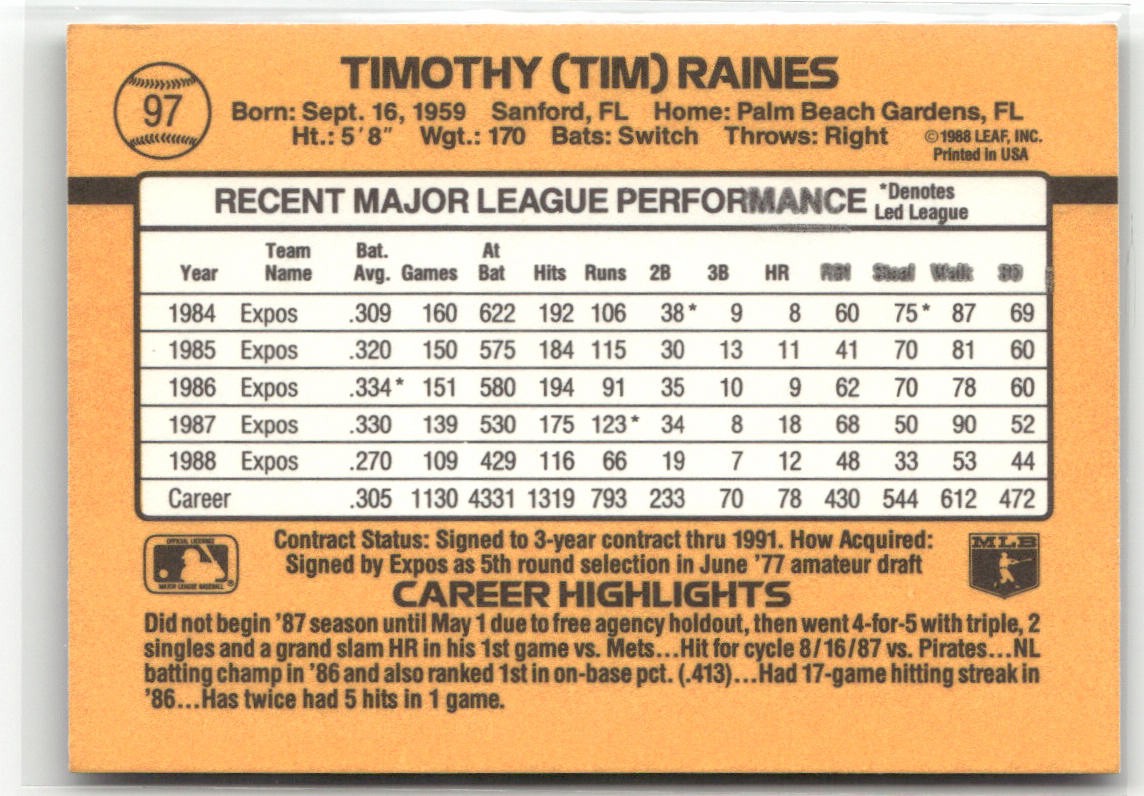 97
TIMOTHY (TIM) RAINES
Born: Sept. 16, 1959 Sanford, FL Home: Palm Beach Gardens, FL
Ht.: 5'8" Wgt.: 170 Bats: Switch Throws: Right
©1988 LEAF, INC.
Printed in USA
RECENT MAJOR LEAGUE PERFORMANCE *Denotes Led League
Year Team Name Bat. Avg. Games At Bat Hits Runs 2B 3B HR RBI Steal Walk
1984 Expos .309 160 622 192 106 38* 9 8 60 75* 87 69
1985 Expos .320 150 575 184 115 30 13 11 41 70 81 60
1986 Expos .334* 151 580 194 91 35 10 9 62 70 78 60
1987 Expos .330 139 530 175 123* 34 8 18 68 50 90 52
1988 Expos .270 109 429 116 66 19 7 12 48 33 53 44
Career .305 1130 4331 1319 793 233 70 78 430 544 612 472
Contract Status: Signed to 3-year contract thru 1991. How Acquired:
Signed by Expos as 5th round selection in June '77 amateur draft
OFFICIAL LICENSEE
MAJOR LEAGUE BASEBALL
MLB
CAREER HIGHLIGHTS
Did not begin '87 season until May 1 due to free agency holdout, then went 4-for-5 with triple, 2
singles and a grand slam HR in his 1st game vs. Mets...Hit for cycle 8/16/87 vs. Pirates...NL
batting champ in '86 and also ranked 1st in on-base pct. (.413)...Had 17-game hitting streak in
'86...Has twice had 5 hits in 1 game.